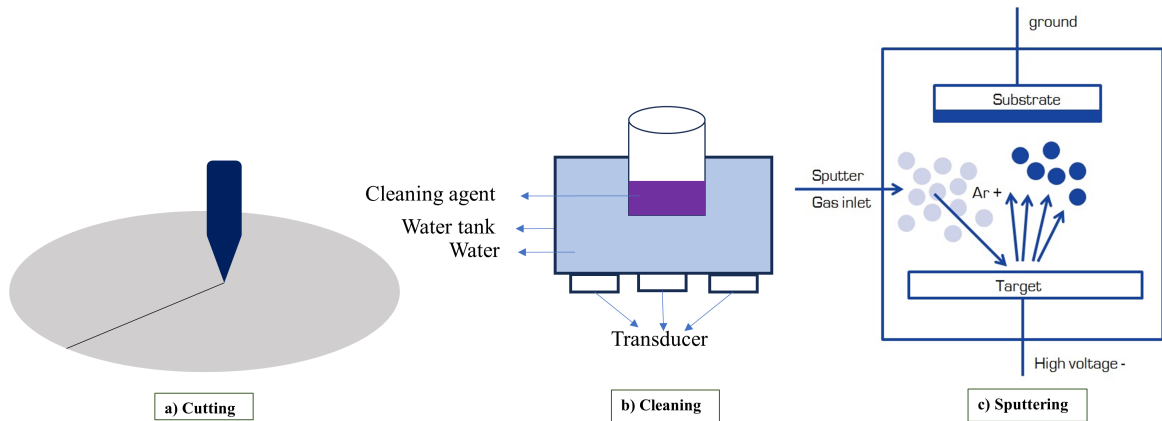 a) Cutting
Cleaning agent
Water tank
Water
Transducer
b) Cleaning
ground
Substrate
Sputter
Gas inlet
Ar +
Target
High voltage -
c) Sputtering